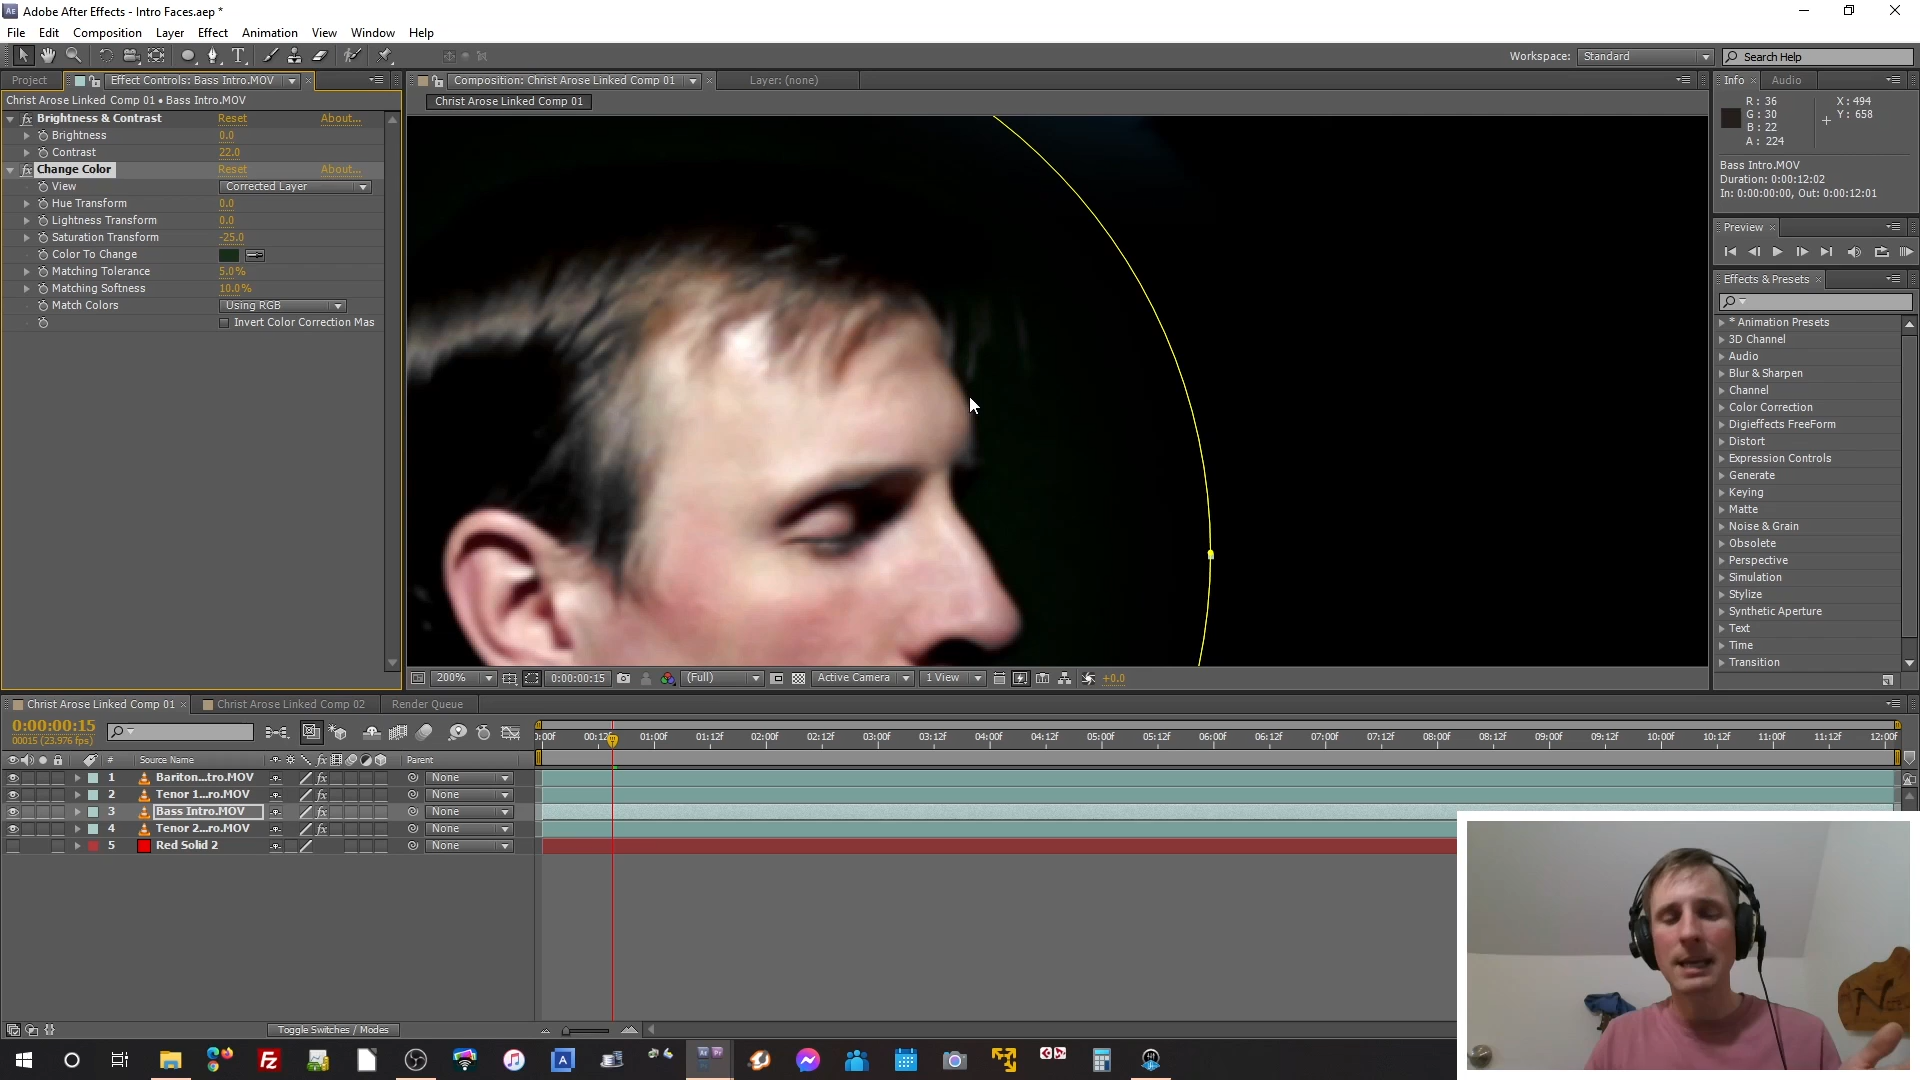 Adobe After Effects - Intro Faces.aep *
File Edit Composition Layer Effect Animation View Window Help
Workspace: Standard Search Help
Project Effect Controls: Bass Intro.MOV Composition: Christ Arose Linked Comp 01 Layer: (none) Info Audio
Christ Arose Linked Comp 01 • Bass Intro.MOV
Christ Arose Linked Comp 01
Brightness & Contrast Reset About...
Brightness 0.0
Contrast 22.0
Change Color Reset About...
View Corrected Layer
Hue Transform 0.0
Lightness Transform 0.0
Saturation Transform -25.0
Color To Change
Matching Tolerance 5.0%
Matching Softness 10.0%
Match Colors Using RGB
Invert Color Correction Mas
R: 36 X: 494
G: 30 Y: 658
B: 22
A: 224
Bass Intro.MOV
Duration: 0:00:12:02
In: 0:00:00:00, Out: 0:00:12:01
Preview
Effects & Presets
* Animation Presets
3D Channel
Audio
Blur & Sharpen
Channel
Color Correction
Digieffects FreeForm
Distort
Expression Controls
Generate
Keying
Matte
Noise & Grain
Obsolete
Perspective
Simulation
Stylize
Synthetic Aperture
Text
Time
Transition
200% 0:00:00:15 (Full) Active Camera 1 View +0.0
Christ Arose Linked Comp 01 Christ Arose Linked Comp 02 Render Queue
0:00:00:15
00015 (23.976 fps)
0:00f 00:12f 01:00f 01:12f 02:00f 02:12f 03:00f 03:12f 04:00f 04:12f 05:00f 05:12f 06:00f 06:12f 07:00f 07:12f 08:00f 08:12f 09:00f 09:12f 10:00f 10:12f 11:00f 11:12f 12:00f
# Source Name Parent
1 Bariton...tro.MOV None
2 Tenor 1...ro.MOV None
3 Bass Intro.MOV None
4 Tenor 2...ro.MOV None
5 Red Solid 2 None
Toggle Switches / Modes